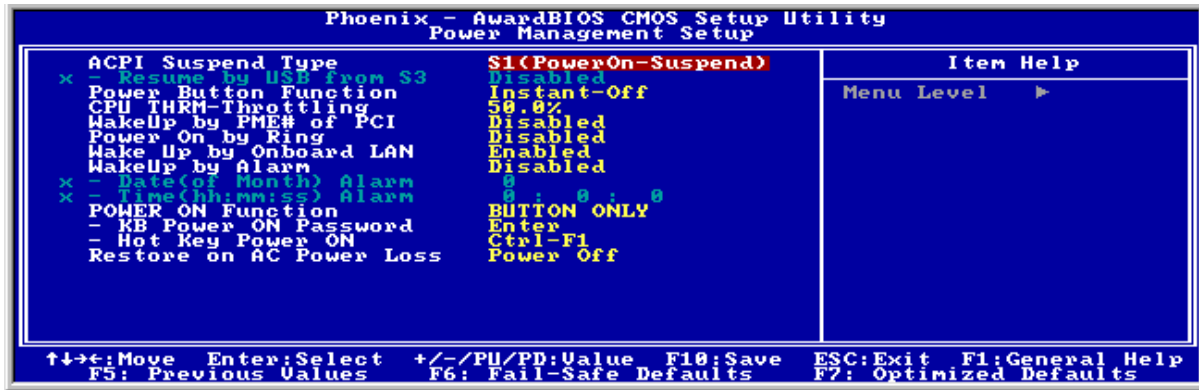 Phoenix - AwardBIOS CMOS Setup Utility
Power Management Setup
ACPI Suspend Type S1(PowerOn-Suspend)
x - Resume by USB from S3 Disabled
Power Button Function Instant-Off
CPU THRM-Throttling 50.0%
WakeUp by PME# of PCI Disabled
Power On by Ring Disabled
Wake Up by Onboard LAN Enabled
WakeUp by Alarm Disabled
x - Date(of Month) Alarm 0
x - Time(hh:mm:ss) Alarm 0 : 0 : 0
POWER ON Function BUTTON ONLY
- KB Power ON Password Enter
- Hot Key Power ON Ctrl-F1
Restore on AC Power Loss Power Off
Item Help
Menu Level ►
↑↓→←:Move Enter:Select +/-/PU/PD:Value F10:Save ESC:Exit F1:General Help
F5: Previous Values F6: Fail-Safe Defaults F7: Optimized Defaults